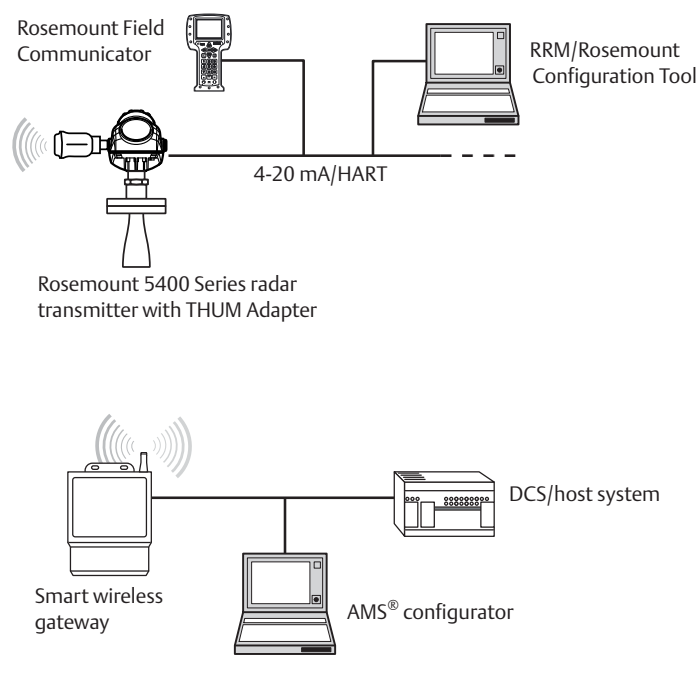 Rosemount Field
Communicator
RRM/Rosemount
Configuration Tool
4-20 mA/HART
Rosemount 5400 Series radar
transmitter with THUM Adapter
DCS/host system
Smart wireless
gateway
AMS® configurator